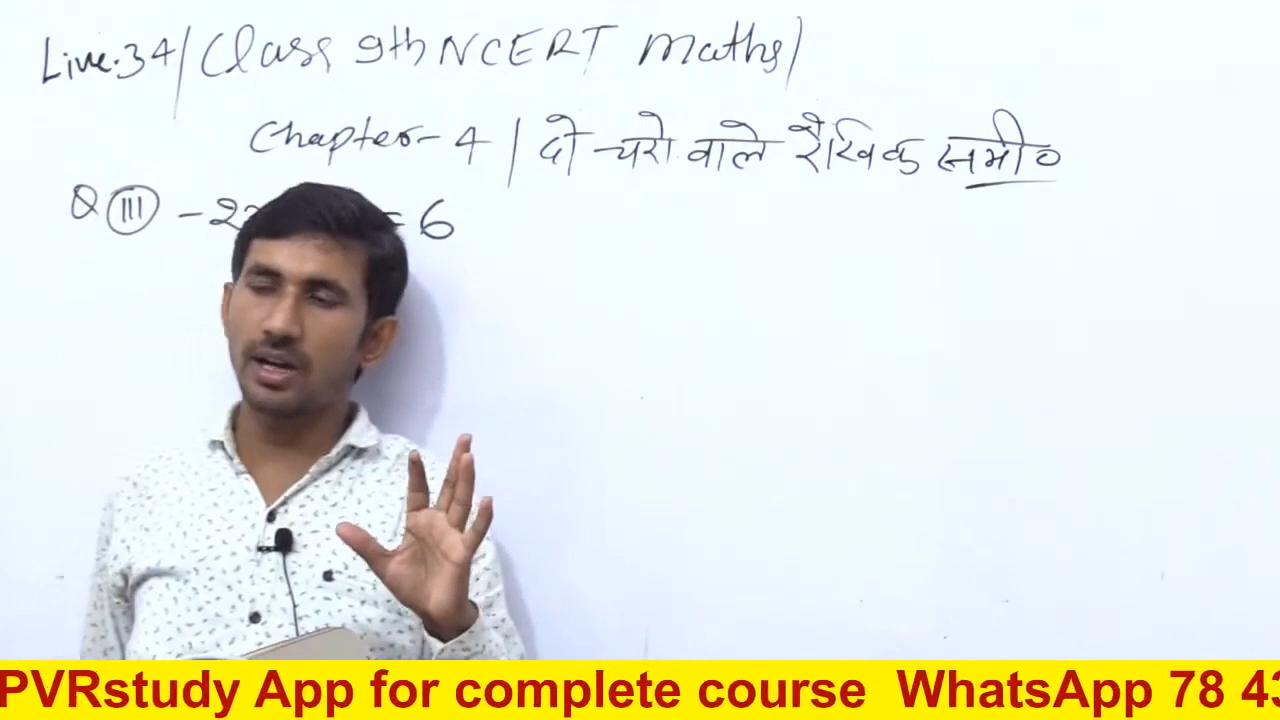 Live.34/Class 9th NCERT Maths/
Chapter-4 | दो चरो वाले रैखिक समी०
Q (III) -2 = 6
PVRstudy App for complete course WhatsApp 78 43